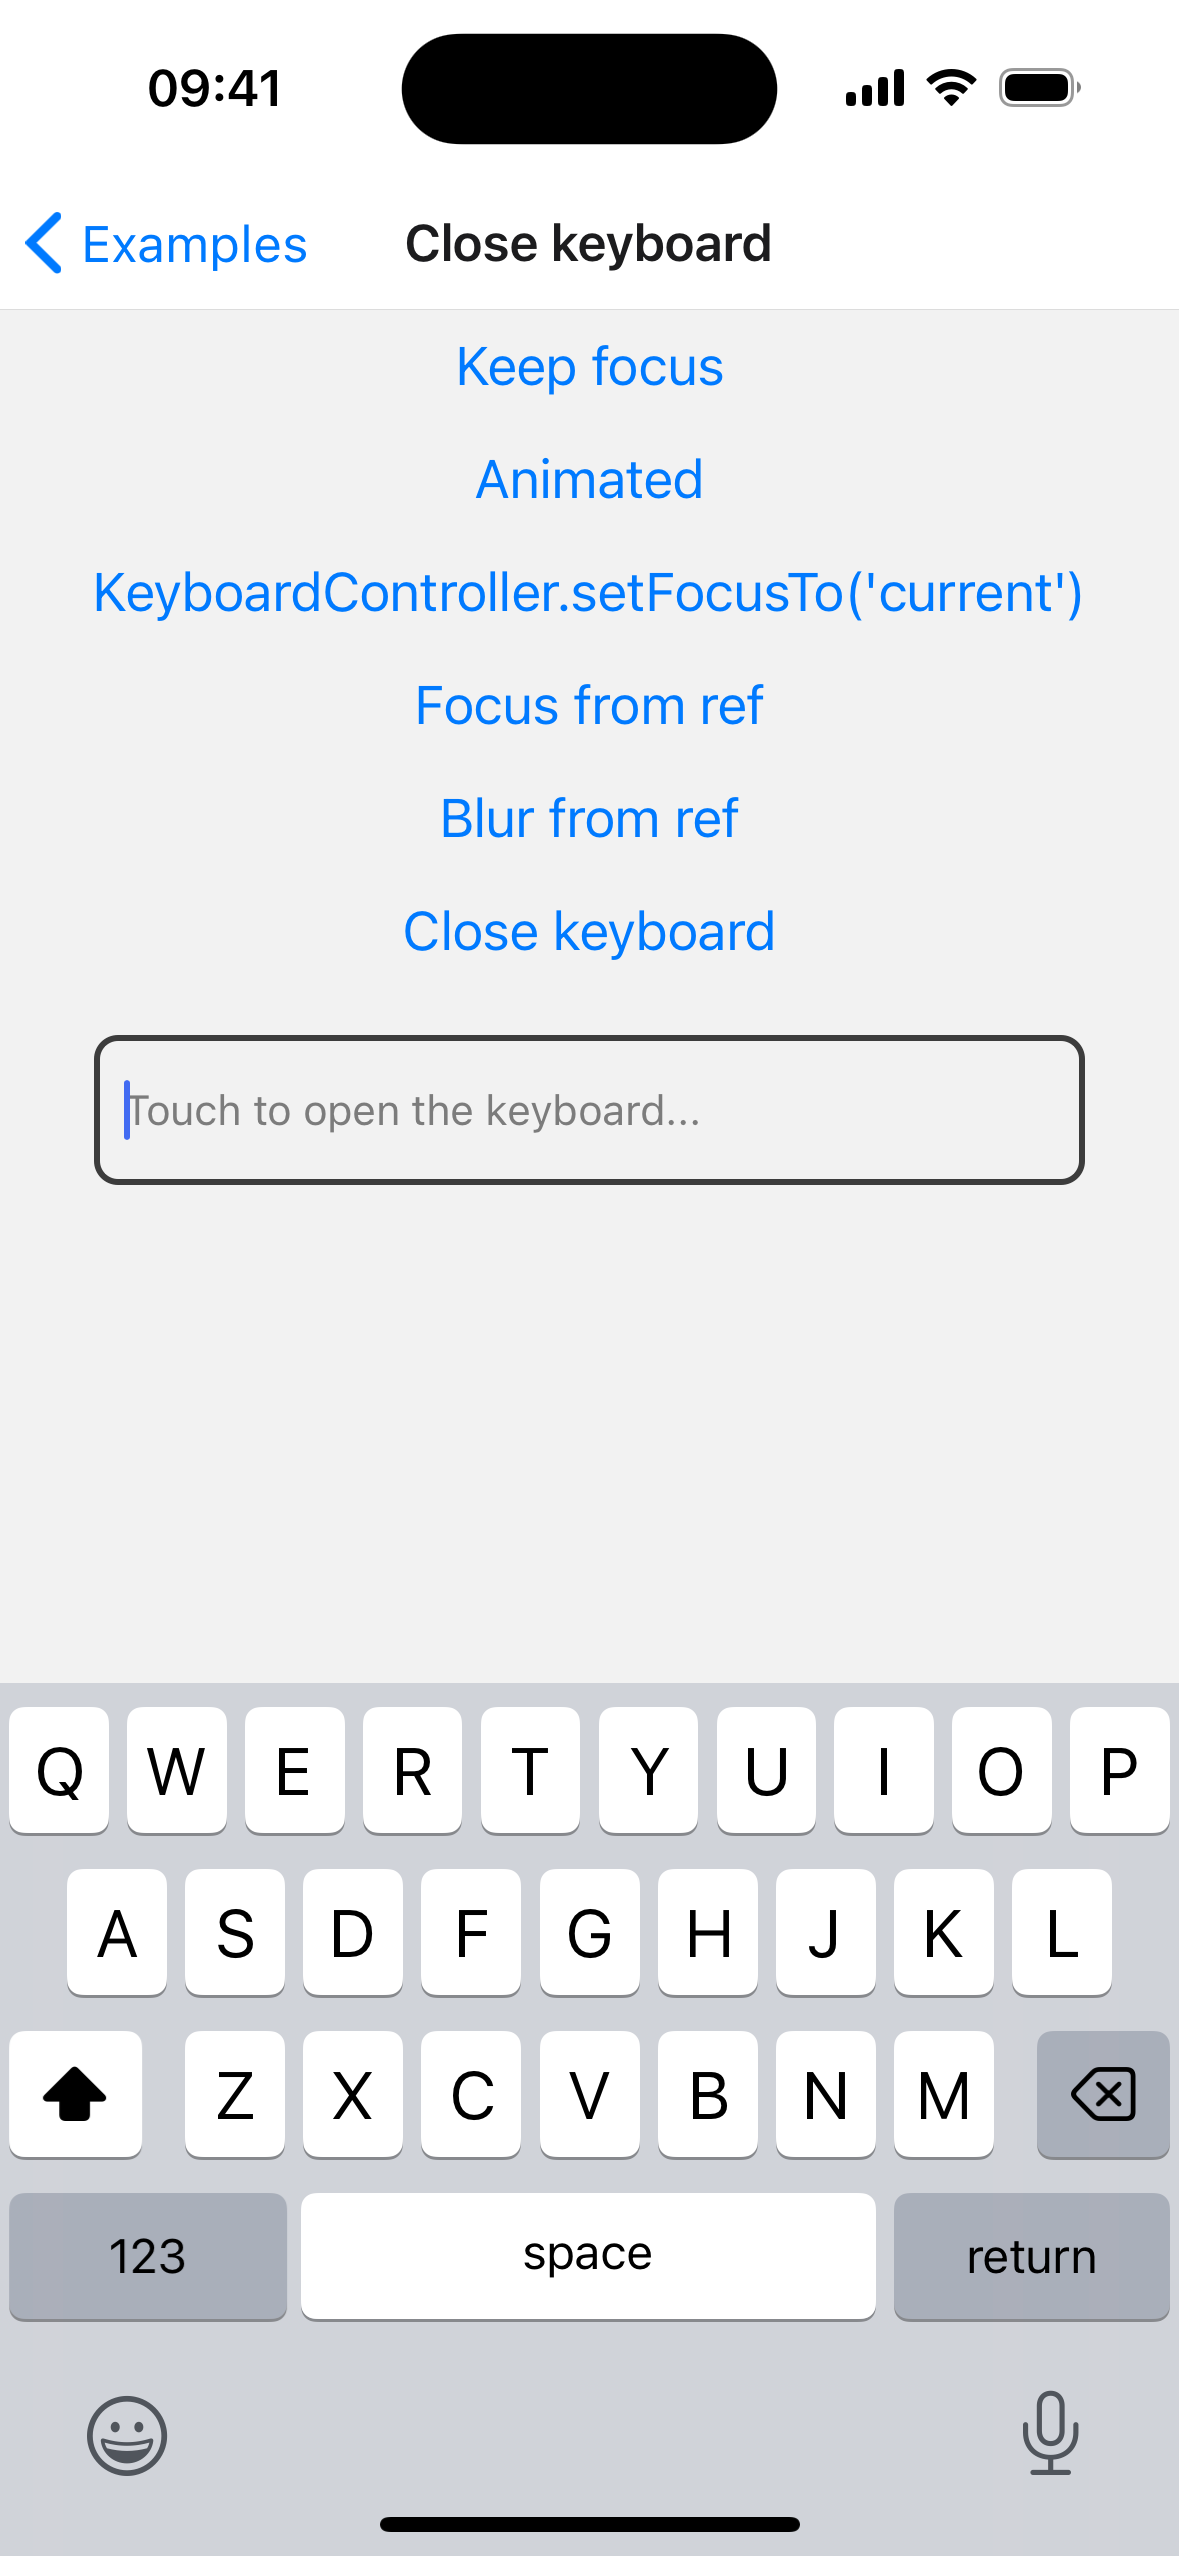 09:41
Examples
Close keyboard
Keep focus
Animated
KeyboardController.setFocusTo('current')
Focus from ref
Blur from ref
Close keyboard
Touch to open the keyboard...
Q W E R T Y U I O P
A S D F G H J K L
Z X C V B N M
123 space return